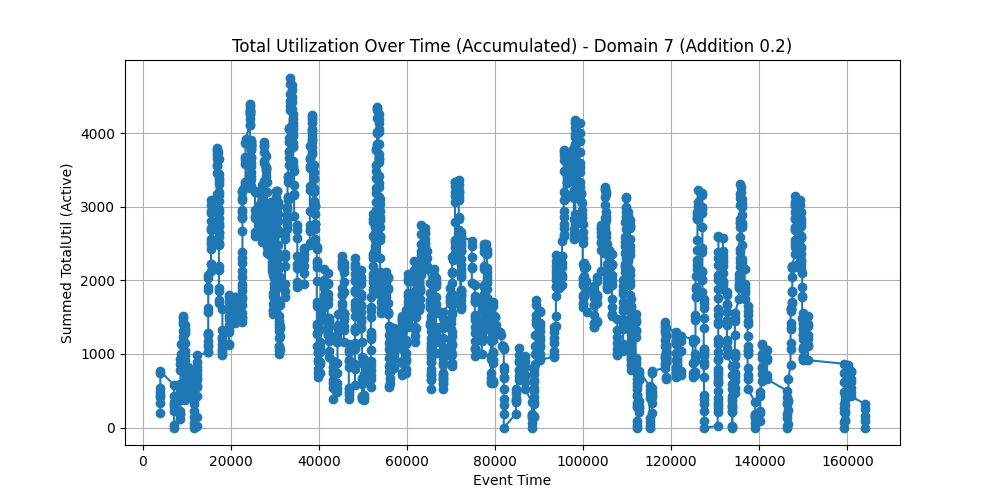 Total Utilization Over Time (Accumulated) - Domain 7 (Addition 0.2)
Summed TotalUtil (Active)
4000
3000
2000
1000
0
0 20000 40000 60000 80000 100000 120000 140000 160000
Event Time